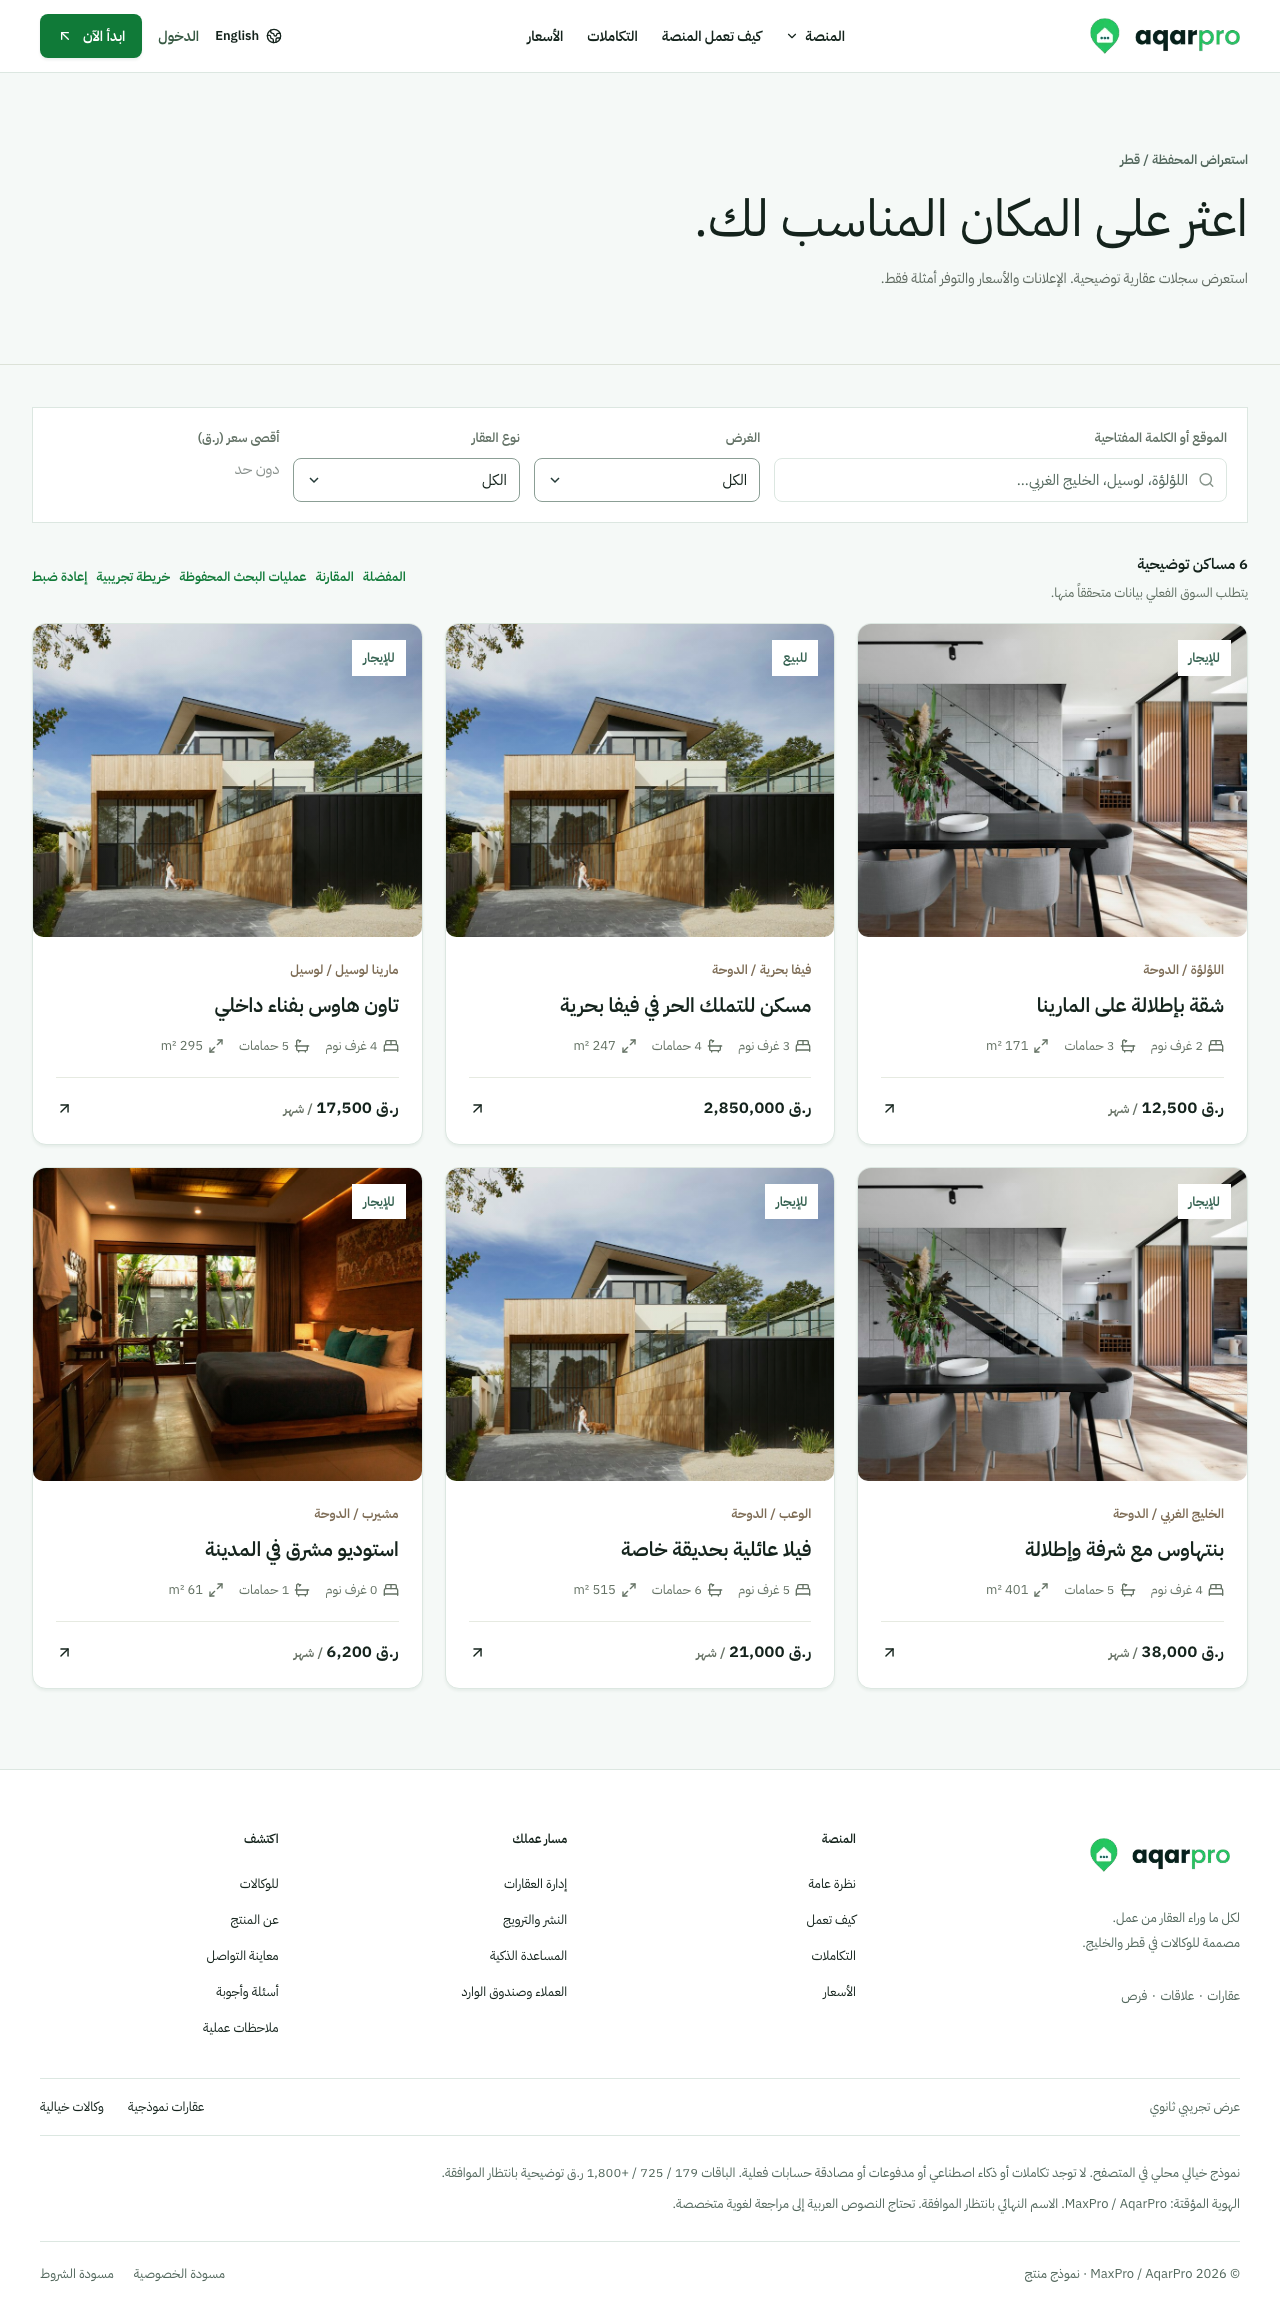 aqarpro
المنصة
كيف تعمل المنصة
التكاملات
الأسعار
English
الدخول
ابدأ الآن
استعراض المحفظة / قطر
اعثر على المكان المناسب لك.
استعرض سجلات عقارية توضيحية. الإعلانات والأسعار والتوفر أمثلة فقط.
الموقع أو الكلمة المفتاحية
الغرض
نوع العقار
أقصى سعر (ر.ق)
اللؤلؤة، لوسيل، الخليج الغربي...
الكل
الكل
دون حد
6 مساكن توضيحية
يتطلب السوق الفعلي بيانات متحققاً منها.
المفضلة
المقارنة
عمليات البحث المحفوظة
خريطة تجريبية
إعادة ضبط
للإيجار
اللؤلؤة / الدوحة
شقة بإطلالة على المارينا
2 غرف نوم
3 حمامات
171 m²
ر.ق 12,500 / شهر
للبيع
فيفا بحرية / الدوحة
مسكن للتملك الحر في فيفا بحرية
3 غرف نوم
4 حمامات
247 m²
ر.ق 2,850,000
للإيجار
مارينا لوسيل / لوسيل
تاون هاوس بفناء داخلي
4 غرف نوم
5 حمامات
295 m²
ر.ق 17,500 / شهر
للإيجار
الخليج الغربي / الدوحة
بنتهاوس مع شرفة وإطلالة
4 غرف نوم
5 حمامات
401 m²
ر.ق 38,000 / شهر
للإيجار
الوعب / الدوحة
فيلا عائلية بحديقة خاصة
5 غرف نوم
6 حمامات
515 m²
ر.ق 21,000 / شهر
للإيجار
مشيرب / الدوحة
استوديو مشرق في المدينة
0 غرف نوم
1 حمامات
61 m²
ر.ق 6,200 / شهر
aqarpro
لكل ما وراء العقار من عمل.
مصممة للوكالات في قطر والخليج.
عقارات · علاقات · فرص
المنصة
نظرة عامة
كيف تعمل
التكاملات
الأسعار
مسار عملك
إدارة العقارات
النشر والترويج
المساعدة الذكية
العملاء وصندوق الوارد
اكتشف
للوكالات
عن المنتج
معاينة التواصل
أسئلة وأجوبة
ملاحظات عملية
عرض تجريبي ثانوي
عقارات نموذجية
وكالات خيالية
نموذج خيالي محلي في المتصفح. لا توجد تكاملات أو ذكاء اصطناعي أو مدفوعات أو مصادقة حسابات فعلية. الباقات 179 / 725 / +1,800 ر.ق توضيحية بانتظار الموافقة.
الهوية المؤقتة: MaxPro / AqarPro. الاسم النهائي بانتظار الموافقة. تحتاج النصوص العربية إلى مراجعة لغوية متخصصة.
© 2026 MaxPro / AqarPro · نموذج منتج
مسودة الخصوصية
مسودة الشروط